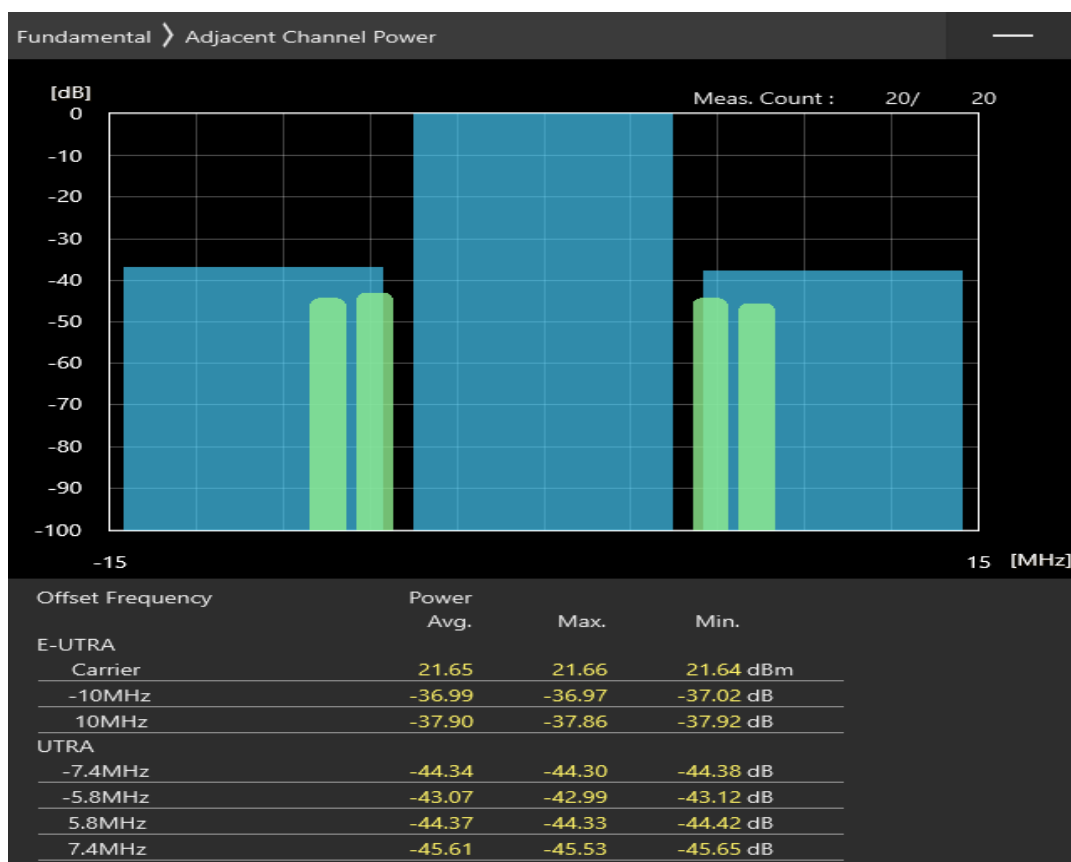 Fundamental 〉 Adjacent Channel Power
[dB]
Meas. Count : 20/ 20
0
-10
-20
-30
-40
-50
-60
-70
-80
-90
-100
-15 15 [MHz]
Offset Frequency Power
Avg. Max. Min.
E-UTRA
Carrier 21.65 21.66 21.64 dBm
-10MHz -36.99 -36.97 -37.02 dB
10MHz -37.90 -37.86 -37.92 dB
UTRA
-7.4MHz -44.34 -44.30 -44.38 dB
-5.8MHz -43.07 -42.99 -43.12 dB
5.8MHz -44.37 -44.33 -44.42 dB
7.4MHz -45.61 -45.53 -45.65 dB